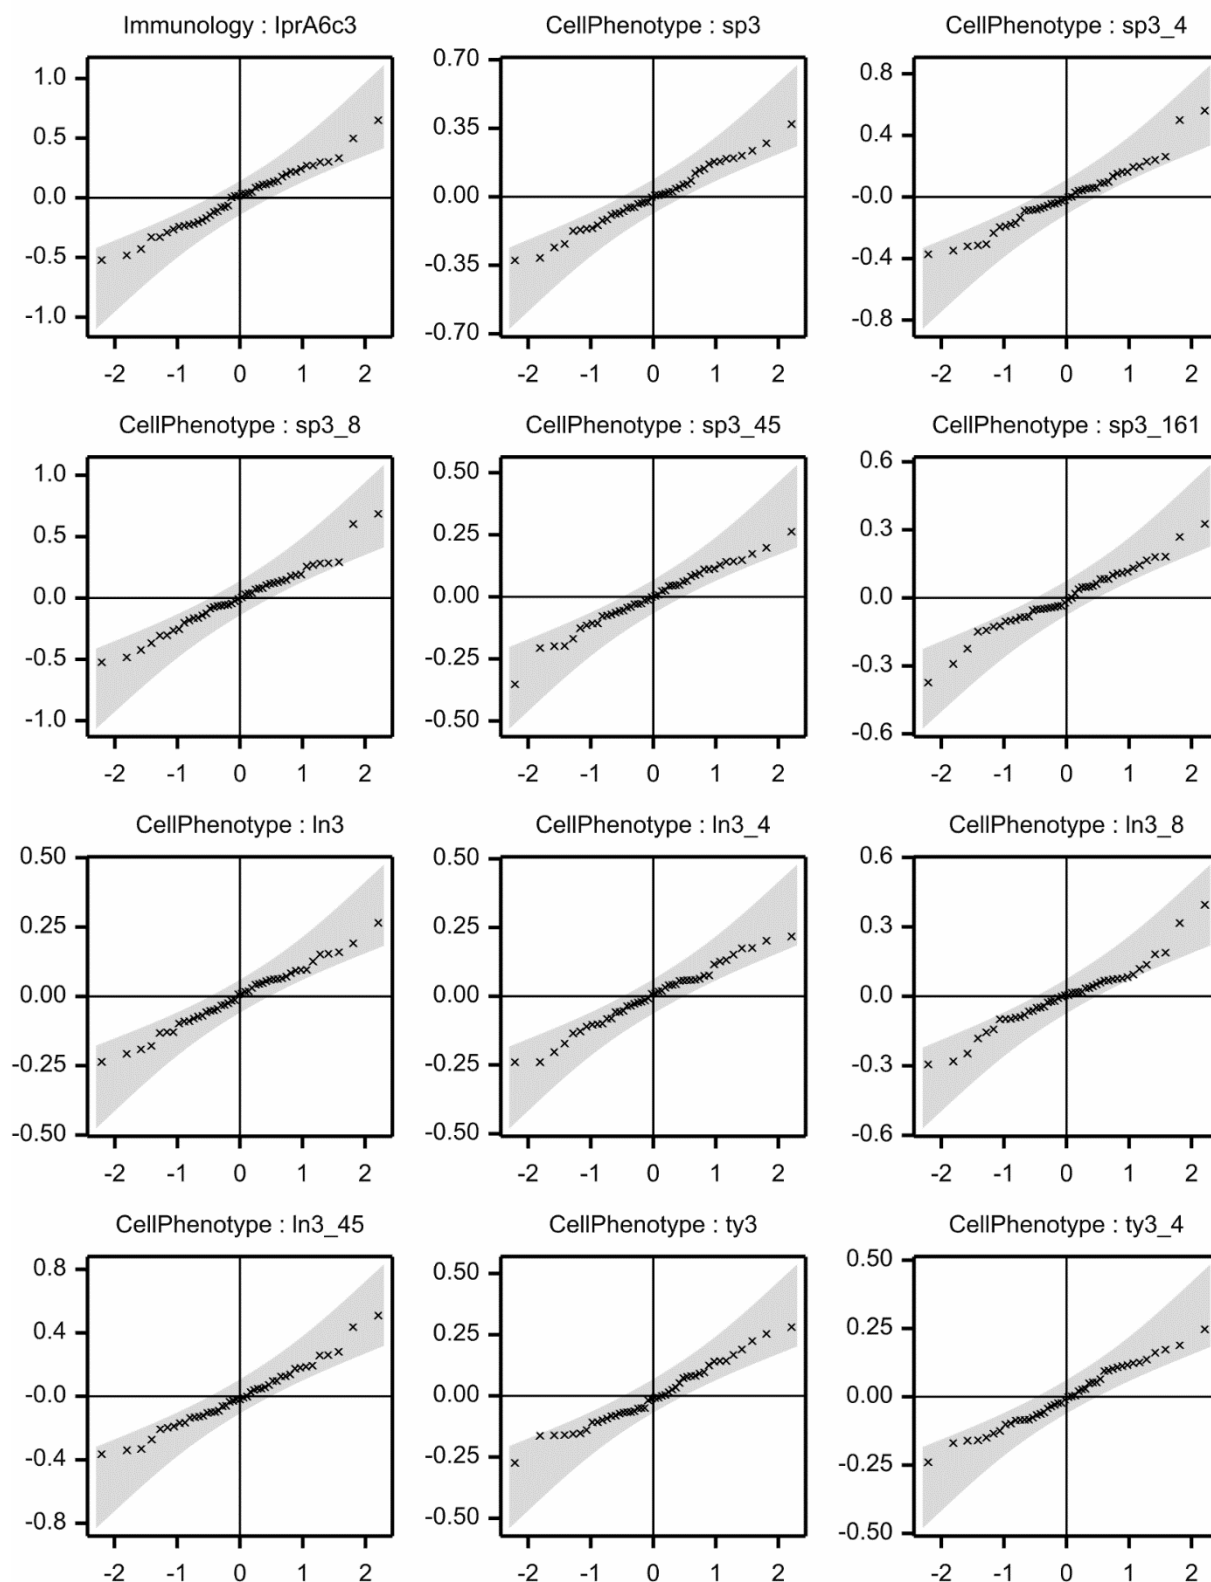 Immunology : lprA6c3
1.0
0.5
0.0
-0.5
-1.0
-2 -1 0 1 2
CellPhenotype : sp3
0.70
0.35
0.00
-0.35
-0.70
-2 -1 0 1 2
CellPhenotype : sp3_4
0.8
0.4
-0.0
-0.4
-0.8
-2 -1 0 1 2
CellPhenotype : sp3_8
1.0
0.5
0.0
-0.5
-1.0
-2 -1 0 1 2
CellPhenotype : sp3_45
0.50
0.25
0.00
-0.25
-0.50
-2 -1 0 1 2
CellPhenotype : sp3_161
0.6
0.3
0.0
-0.3
-0.6
-2 -1 0 1 2
CellPhenotype : ln3
0.50
0.25
0.00
-0.25
-0.50
-2 -1 0 1 2
CellPhenotype : ln3_4
0.50
0.25
0.00
-0.25
-0.50
-2 -1 0 1 2
CellPhenotype : ln3_8
0.6
0.3
0.0
-0.3
-0.6
-2 -1 0 1 2
CellPhenotype : ln3_45
0.8
0.4
-0.0
-0.4
-0.8
-2 -1 0 1 2
CellPhenotype : ty3
0.50
0.25
0.00
-0.25
-0.50
-2 -1 0 1 2
CellPhenotype : ty3_4
0.50
0.25
0.00
-0.25
-0.50
-2 -1 0 1 2